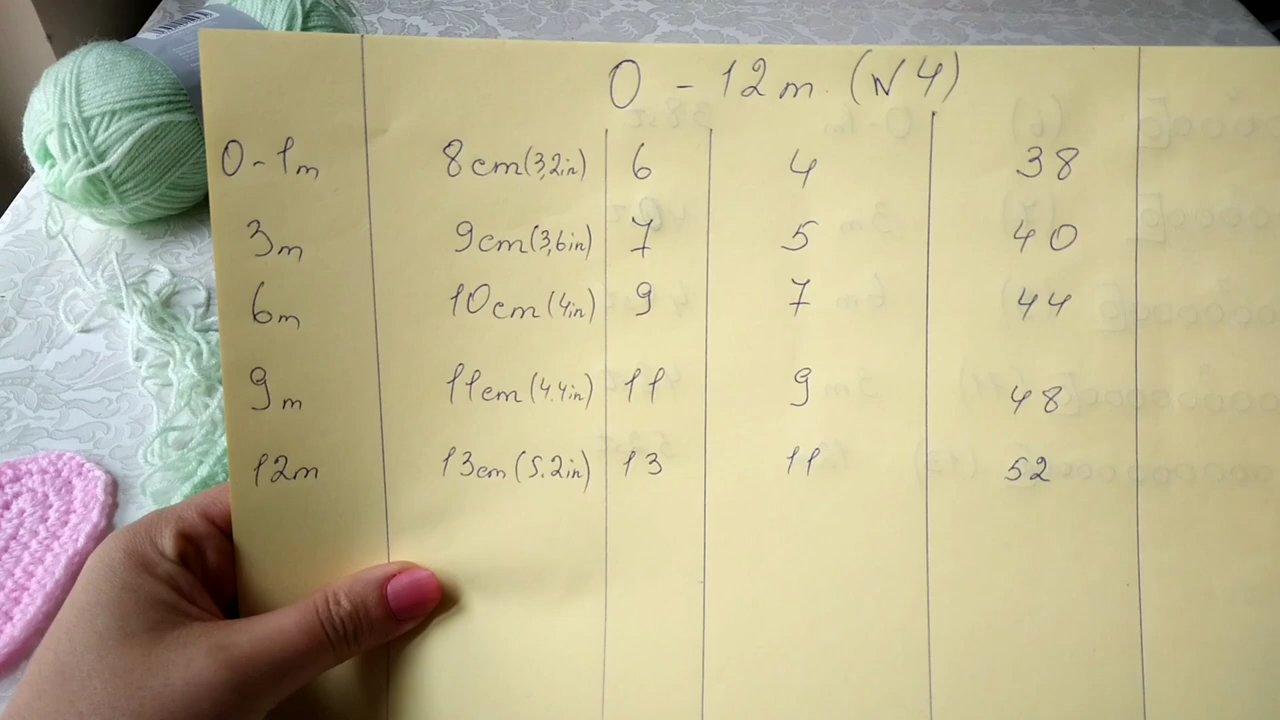 0 - 12m. (N4)
0-1m 8cm(3,2in) 6 4 38
3m 9cm(3,6in) 7 5 40
6m 10cm(4in) 9 7 44
9m 11cm(4.4in) 11 9 48
12m 13cm(5.2in) 13 11 52